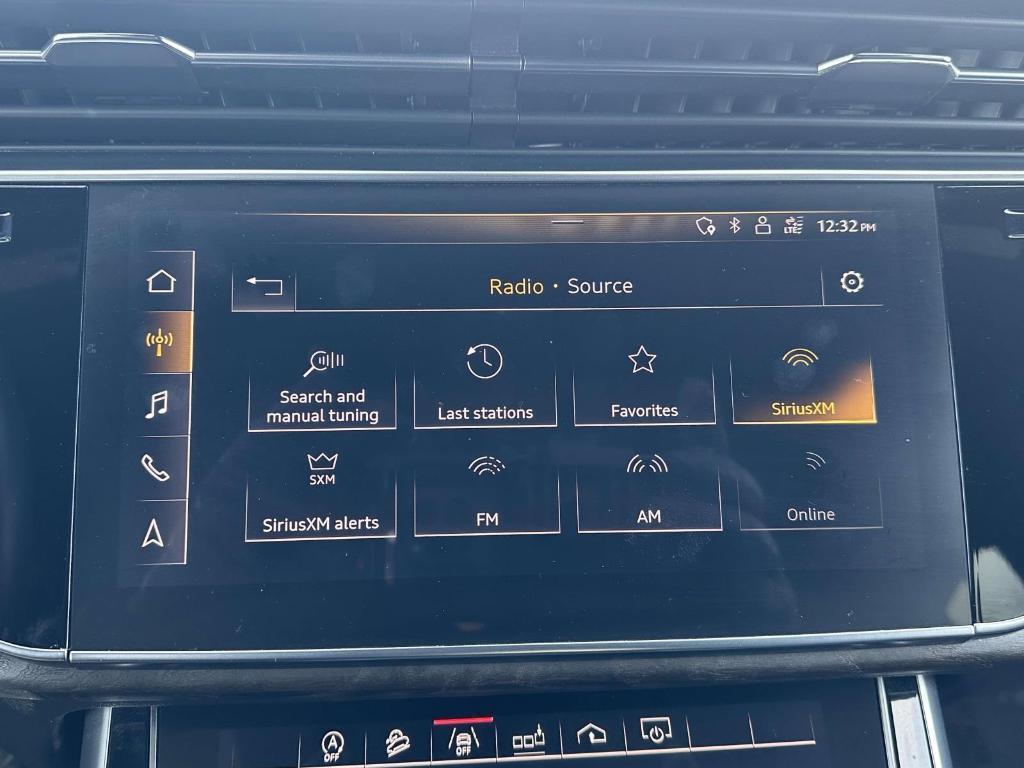 LTE
12:32 PM
Radio • Source
Search and
manual tuning
Last stations
Favorites
SiriusXM
SXM
SiriusXM alerts
FM
AM
Online
A
OFF
OFF